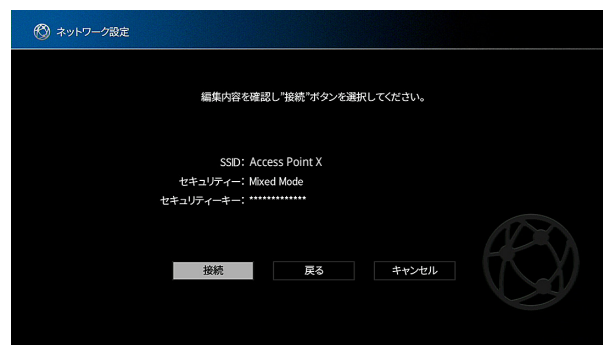 ネットワーク設定
編集内容を確認し"接続"ボタンを選択してください。
SSID: Access Point X
セキュリティー: Mixed Mode
セキュリティーキー: *************
接続
戻る
キャンセル